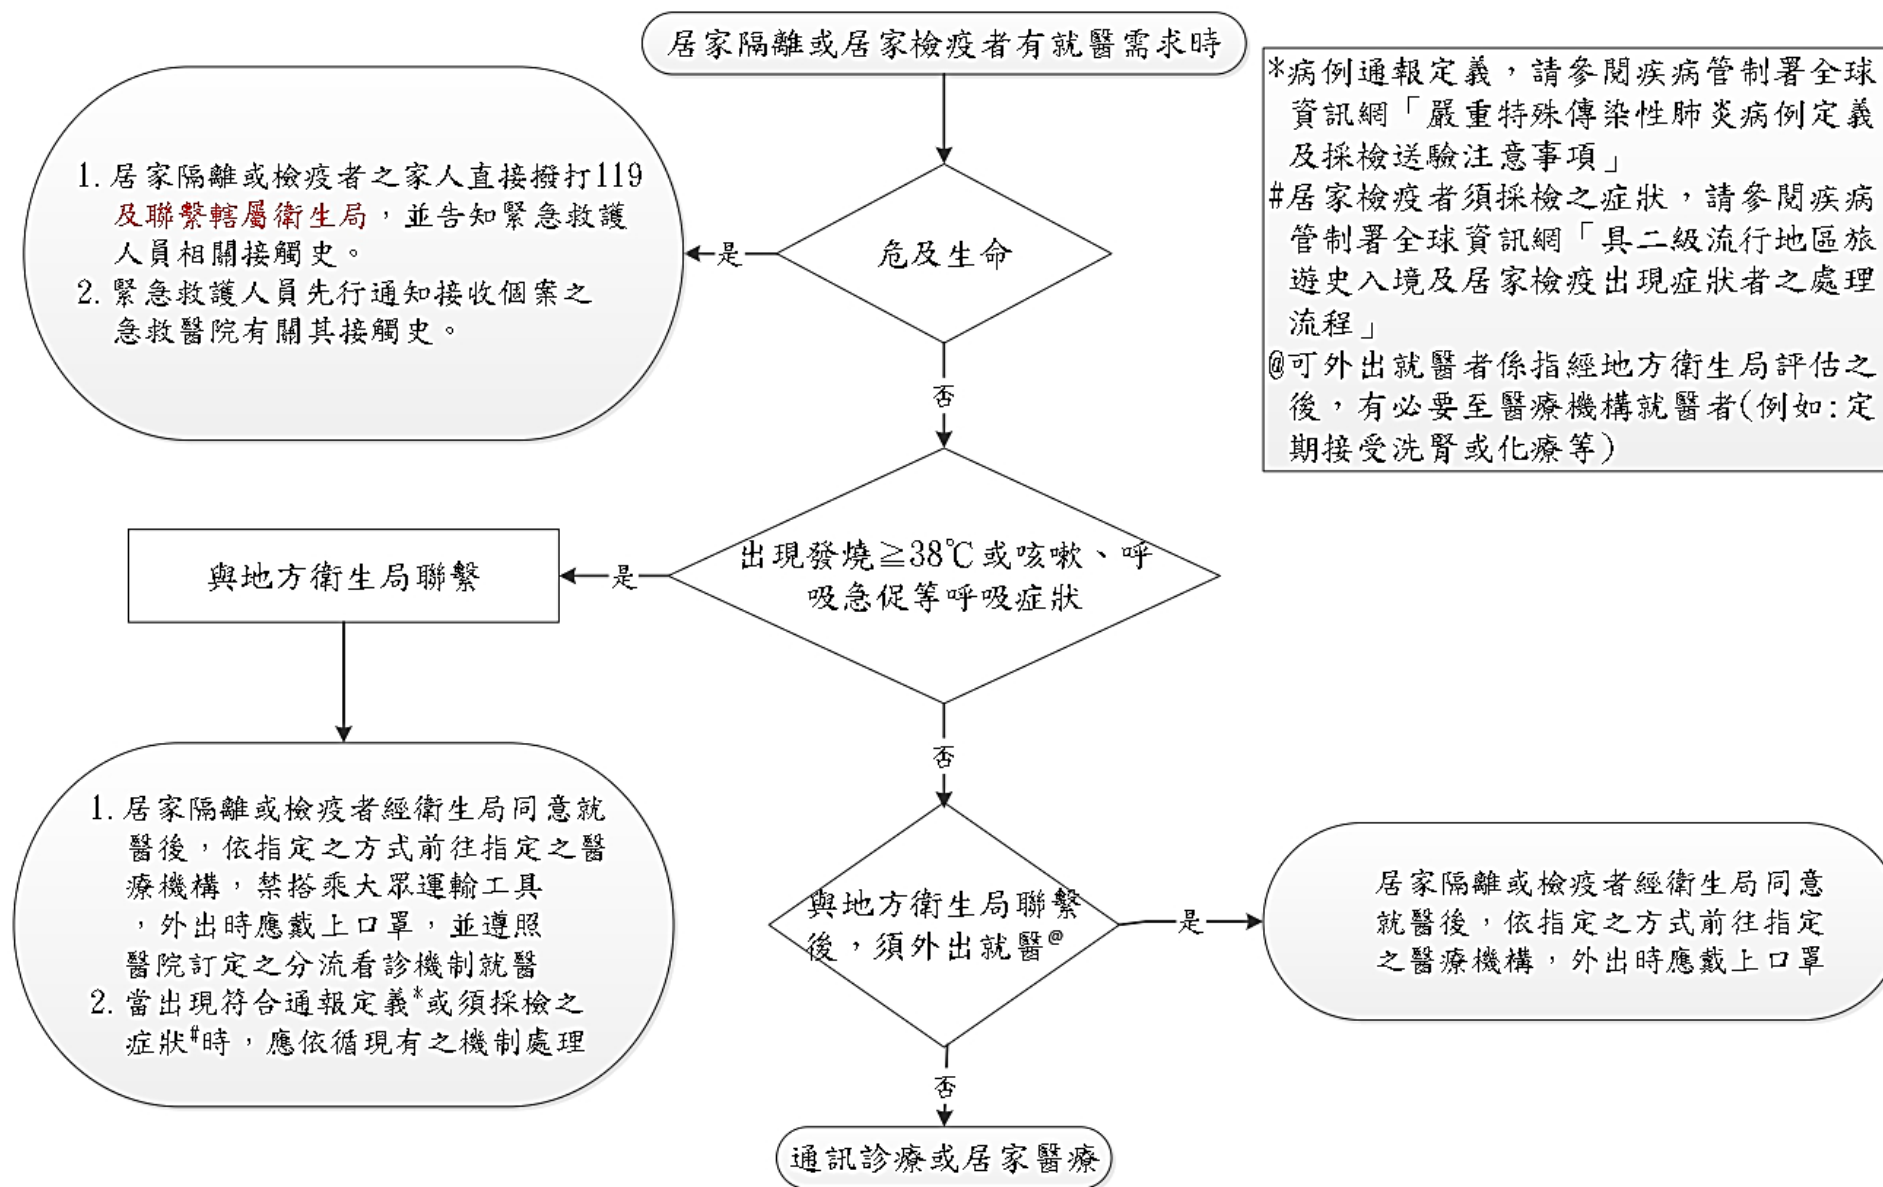 居家隔離或居家檢疫者有就醫需求時
*病例通報定義，請參閱疾病管制署全球
資訊網「嚴重特殊傳染性肺炎病例定義
及採檢送驗注意事項」
#居家檢疫者須採檢之症狀，請參閱疾病
管制署全球資訊網「具二級流行地區旅
遊史入境及居家檢疫出現症狀者之處理
流程」
@可外出就醫者係指經地方衛生局評估之
後，有必要至醫療機構就醫者(例如:定
期接受洗腎或化療等)
1. 居家隔離或檢疫者之家人直接撥打119
及聯繫轄屬衛生局，並告知緊急救護
人員相關接觸史。
2. 緊急救護人員先行通知接收個案之
急救醫院有關其接觸史。
是
危及生命
否
與地方衛生局聯繫
是
出現發燒≧38℃或咳嗽、呼
吸急促等呼吸症狀
否
1. 居家隔離或檢疫者經衛生局同意就
醫後，依指定之方式前往指定之醫
療機構，禁搭乘大眾運輸工具
，外出時應戴上口罩，並遵照
醫院訂定之分流看診機制就醫
2. 當出現符合通報定義*或須採檢之
症狀#時，應依循現有之機制處理
與地方衛生局聯繫
後，須外出就醫@
是
居家隔離或檢疫者經衛生局同意
就醫後，依指定之方式前往指定
之醫療機構，外出時應戴上口罩
否
通訊診療或居家醫療